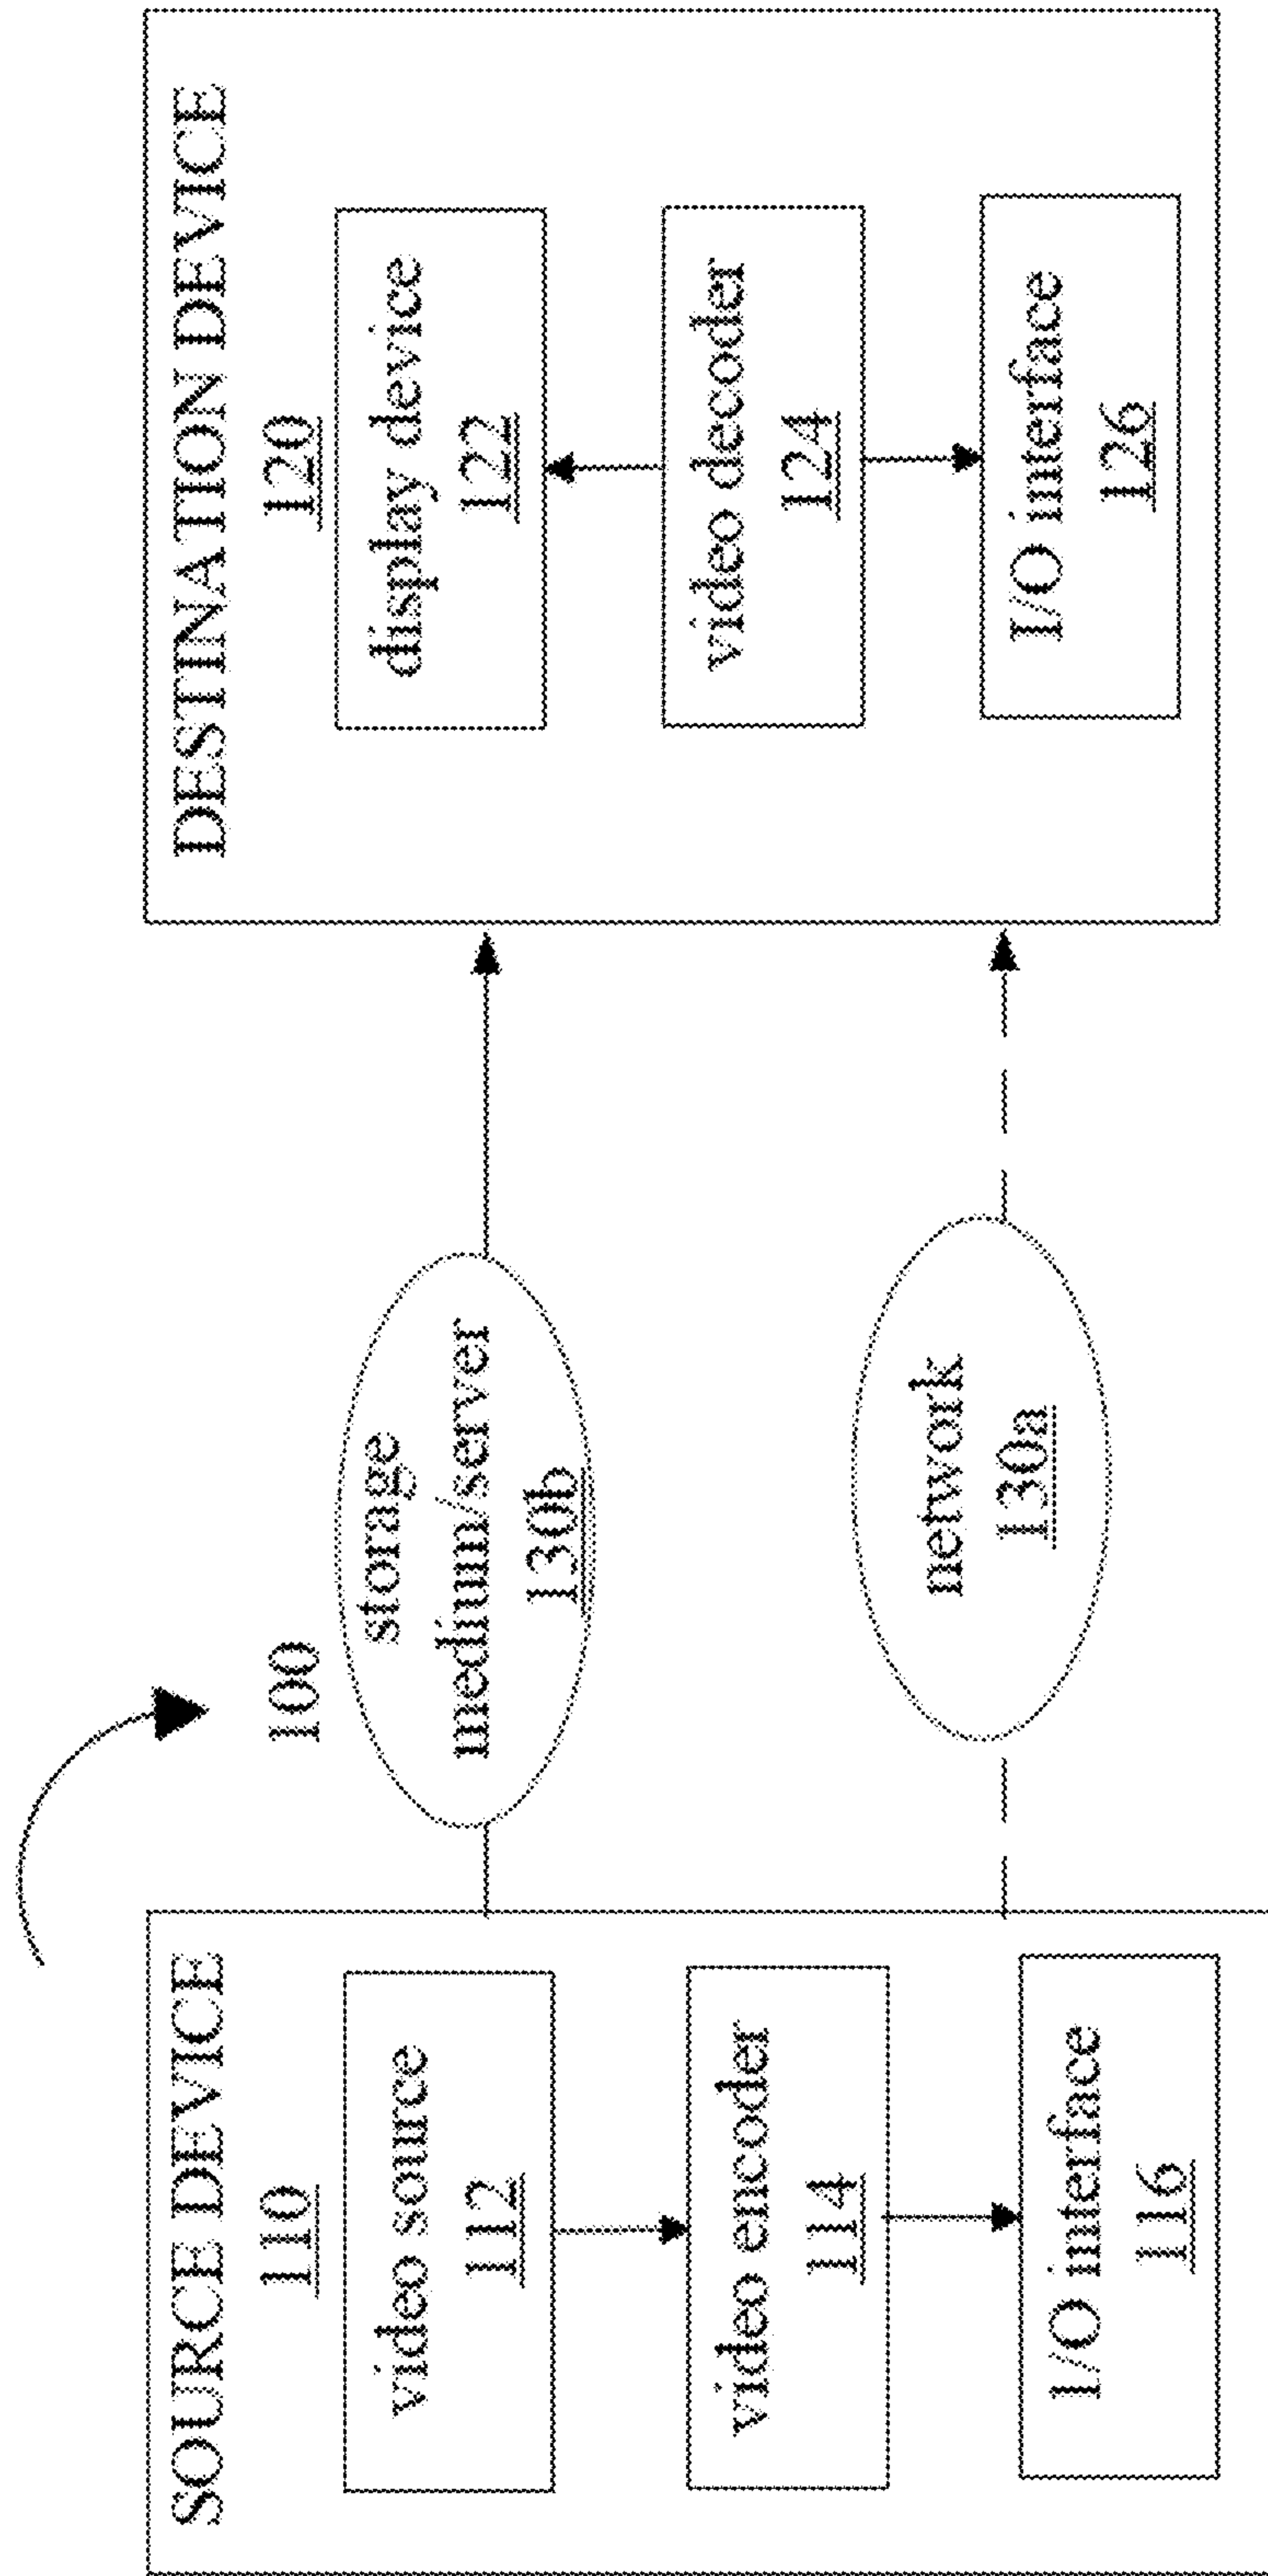 100
SOURCE DEVICE
110
video source
112
video encoder
114
I/O interface
116
storage
medium/server
130b
network
130a
DESTINATION DEVICE
120
display device
122
video decoder
124
I/O interface
126